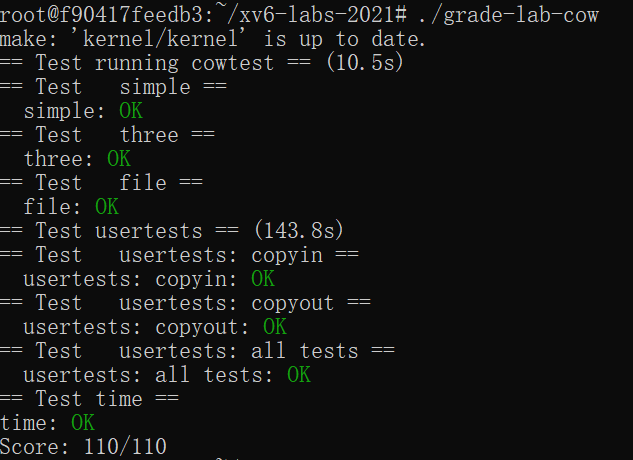 root@f90417feedb3:~/xv6-labs-2021# ./grade-lab-cow
make: 'kernel/kernel' is up to date.
== Test running cowtest == (10.5s)
== Test   simple ==
  simple: OK
== Test   three ==
  three: OK
== Test   file ==
  file: OK
== Test usertests == (143.8s)
== Test   usertests: copyin ==
  usertests: copyin: OK
== Test   usertests: copyout ==
  usertests: copyout: OK
== Test   usertests: all tests ==
  usertests: all tests: OK
== Test time ==
time: OK
Score: 110/110